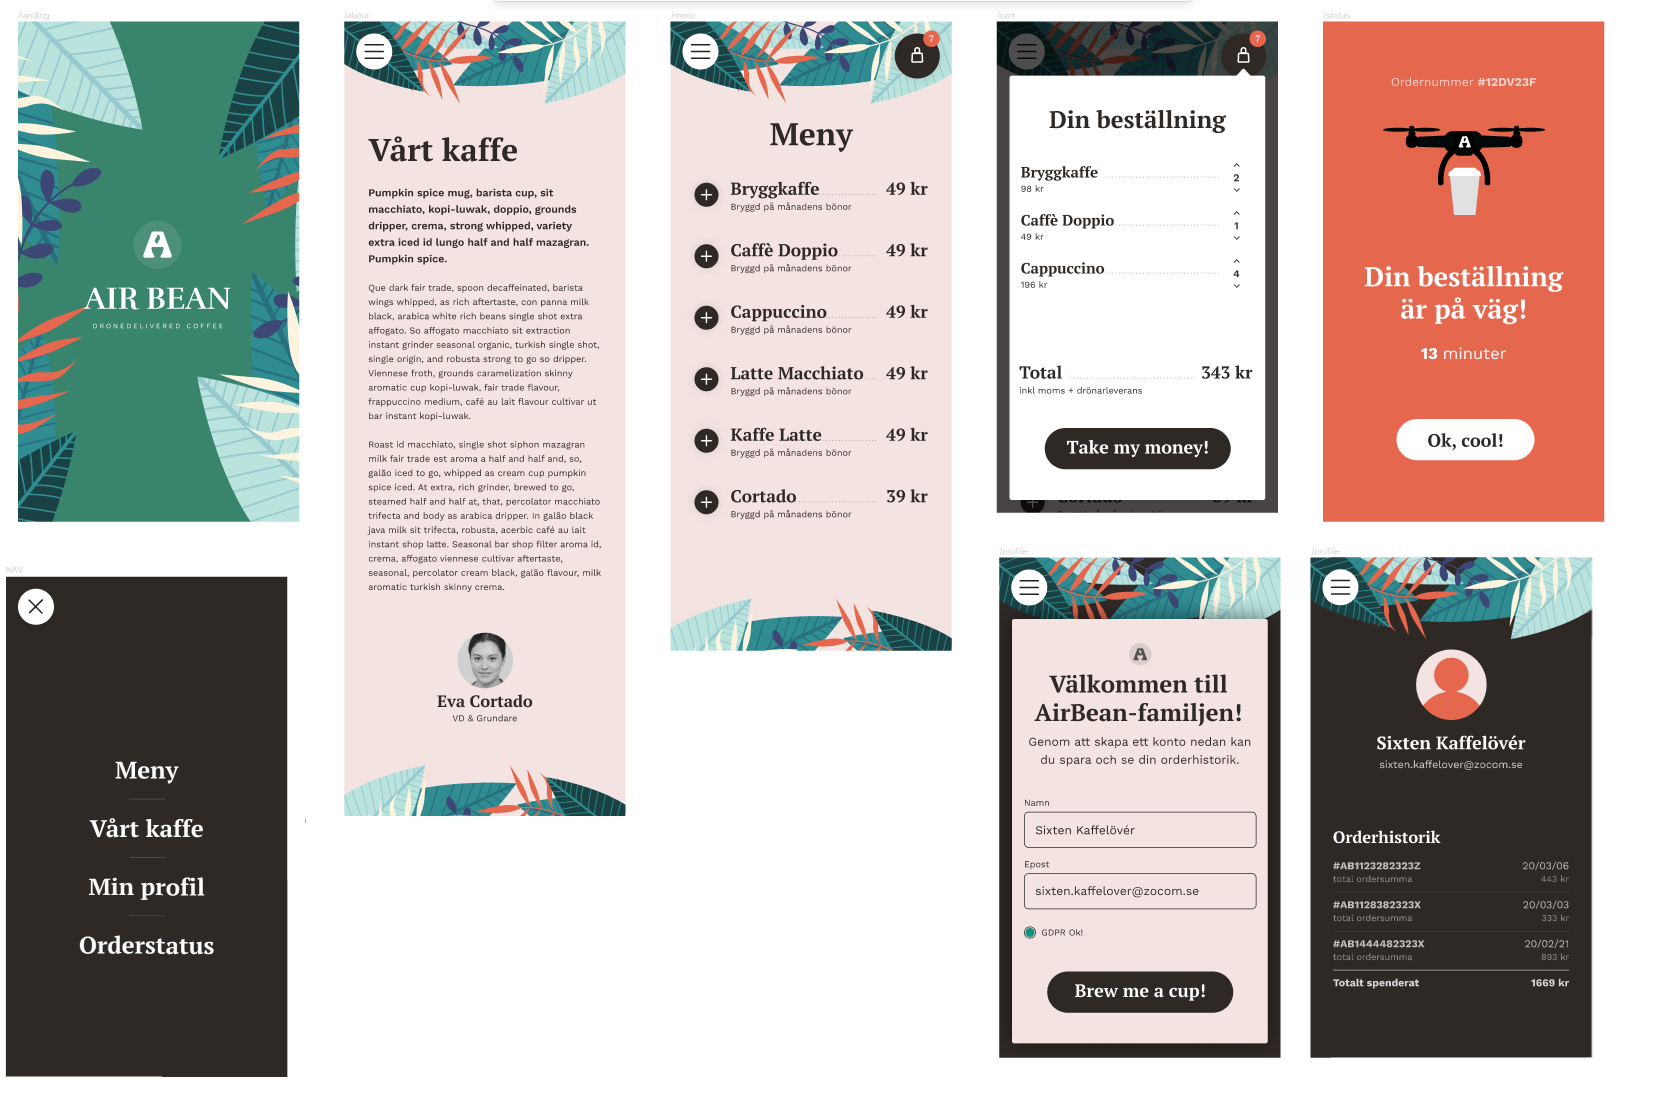 /landing
AIR BEAN
DRONEDELIVERED COFFEE
/about
Vårt kaffe
Pumpkin spice mug, barista cup, sit
macchiato, kopi-luwak, doppio, grounds
dripper, crema, strong whipped, variety
extra iced id lungo half and half mazagran.
Pumpkin spice.
Que dark fair trade, spoon decaffeinated, barista
wings whipped, as rich aftertaste, con panna milk
black, arabica white rich beans single shot extra
affogato. So affogato macchiato sit extraction
instant grinder seasonal organic, turkish single shot,
single origin, and robusta strong to go so dripper.
Viennese froth, grounds caramelization skinny
aromatic cup kopi-luwak, fair trade flavour,
frappuccino medium, café au lait flavour cultivar ut
bar instant kopi-luwak.
Roast id macchiato, single shot siphon mazagran
milk fair trade est aroma a half and half and, so,
galão iced to go, whipped as cream cup pumpkin
spice iced. At extra, rich grinder, brewed to go,
steamed half and half at, that, percolator macchiato
trifecta and body as arabica dripper. In galão black
java milk sit trifecta, robusta, acerbic café au lait
instant shop latte. Seasonal bar shop filter aroma id,
crema, affogato viennese cultivar aftertaste,
seasonal, percolator cream black, galão flavour, milk
aromatic turkish skinny crema.
Eva Cortado
VD & Grundare
/menu
7
Meny
Bryggkaffe 49 kr
Bryggd på månadens bönor
Caffè Doppio 49 kr
Bryggd på månadens bönor
Cappuccino 49 kr
Bryggd på månadens bönor
Latte Macchiato 49 kr
Bryggd på månadens bönor
Kaffe Latte 49 kr
Bryggd på månadens bönor
Cortado 39 kr
Bryggd på månadens bönor
/cart
7
Din beställning
Bryggkaffe 2
98 kr
Caffè Doppio 1
49 kr
Cappuccino 4
196 kr
Total 343 kr
inkl moms + drönarleverans
Take my money!
Cortado 39 kr
/status
Ordernummer #12DV23F
Din beställning
är på väg!
13 minuter
Ok, cool!
NAV
Meny
Vårt kaffe
Min profil
Orderstatus
/profile
Välkommen till
AirBean-familjen!
Genom att skapa ett konto nedan kan
du spara och se din orderhistorik.
Namn
Sixten Kaffelövér
Epost
sixten.kaffelover@zocom.se
GDPR Ok!
Brew me a cup!
/profile
Sixten Kaffelövér
sixten.kaffelover@zocom.se
Orderhistorik
#AB1123282323Z 20/03/06
total ordersumma 443 kr
#AB1128382323X 20/03/03
total ordersumma 333 kr
#AB1444482323X 20/02/21
total ordersumma 893 kr
Totalt spenderat 1669 kr